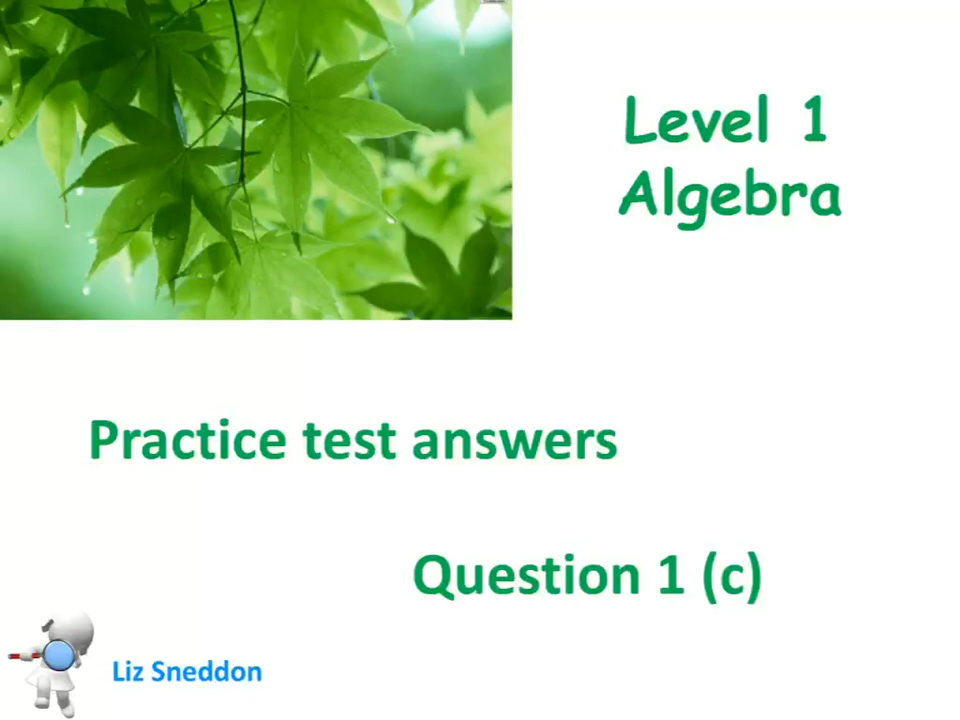 Level 1
Algebra
Practice test answers
Question 1 (c)
Liz Sneddon